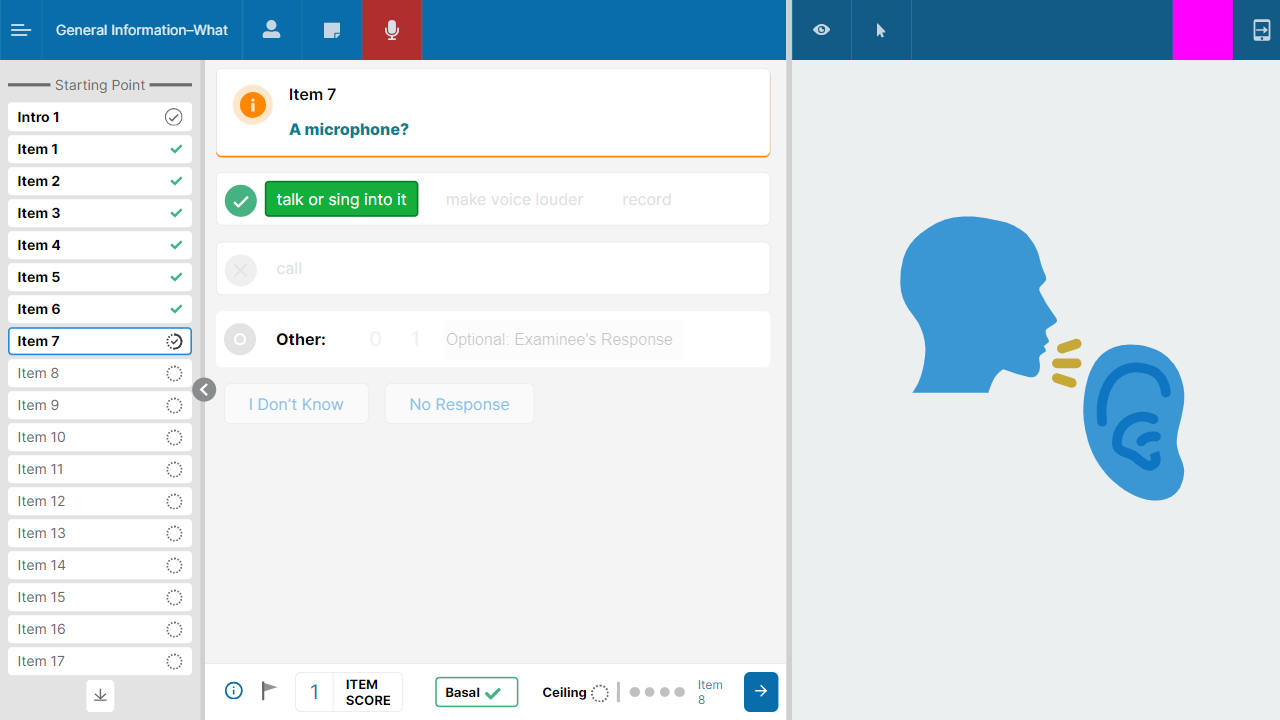 General Information–What
Starting Point
Intro 1
Item 1
Item 2
Item 3
Item 4
Item 5
Item 6
Item 7
Item 8
Item 9
Item 10
Item 11
Item 12
Item 13
Item 14
Item 15
Item 16
Item 17
Item 7
A microphone?
talk or sing into it make voice louder record
call
Other: 0 1 Optional: Examinee's Response
I Don't Know No Response
1 ITEM SCORE
Basal
Ceiling
Item 8